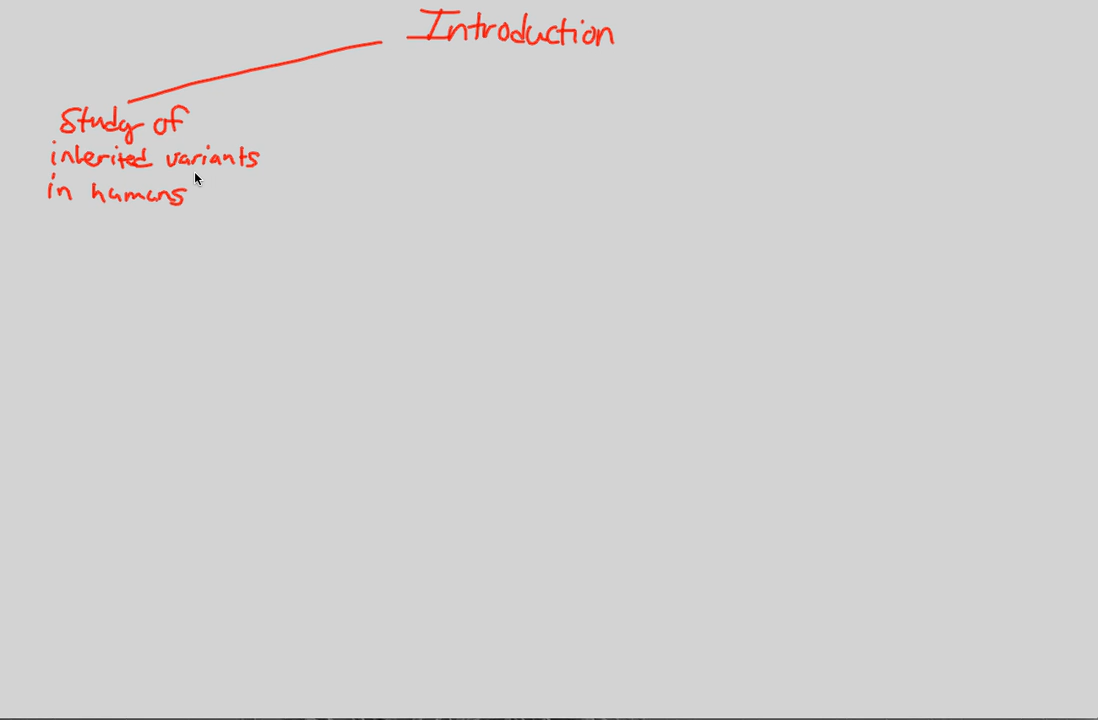 Introduction
Study of
inherited variants
in humans